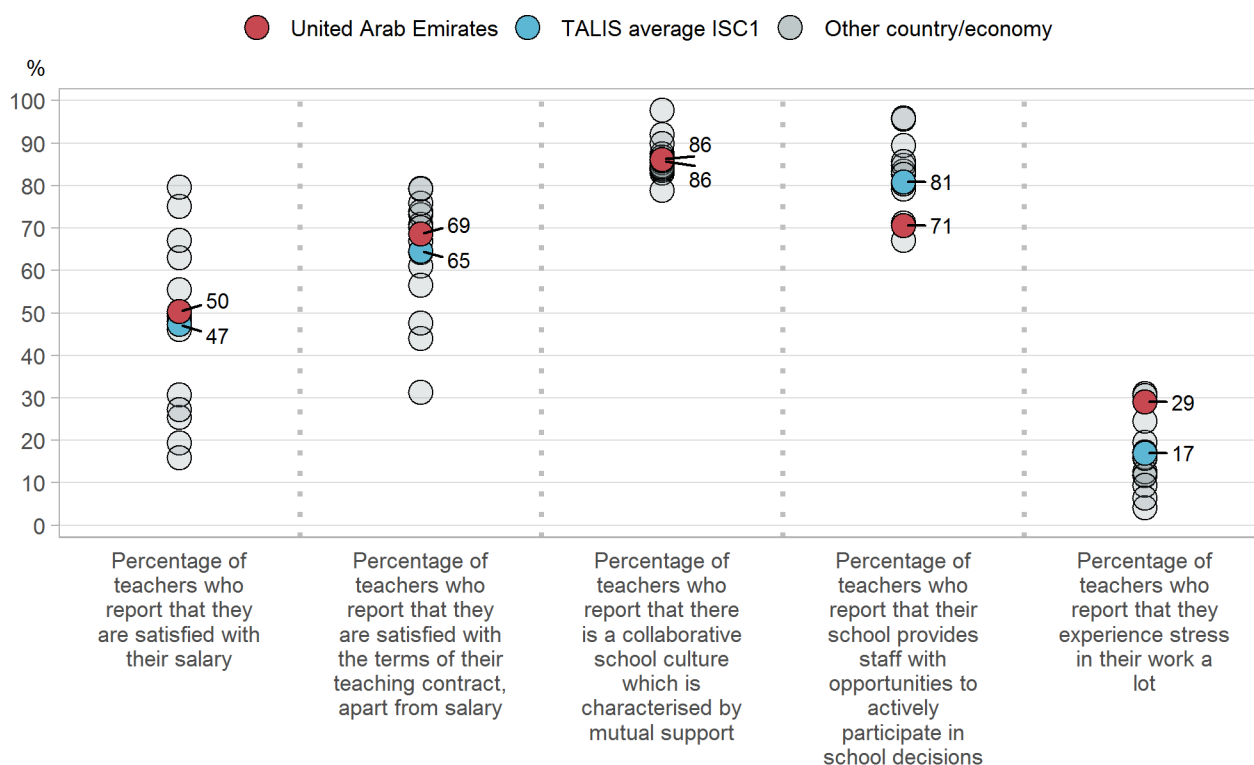 United Arab Emirates TALIS average ISC1 Other country/economy
%
100
90
80
70
60
50
40
30
20
10
0
50
47
69
65
86
86
81
71
29
17
Percentage of
teachers who
report that they
are satisfied with
their salary
Percentage of
teachers who
report that they
are satisfied with
the terms of their
teaching contract,
apart from salary
Percentage of
teachers who
report that there
is a collaborative
school culture
which is
characterised by
mutual support
Percentage of
teachers who
report that their
school provides
staff with
opportunities to
actively
participate in
school decisions
Percentage of
teachers who
report that they
experience stress
in their work a
lot